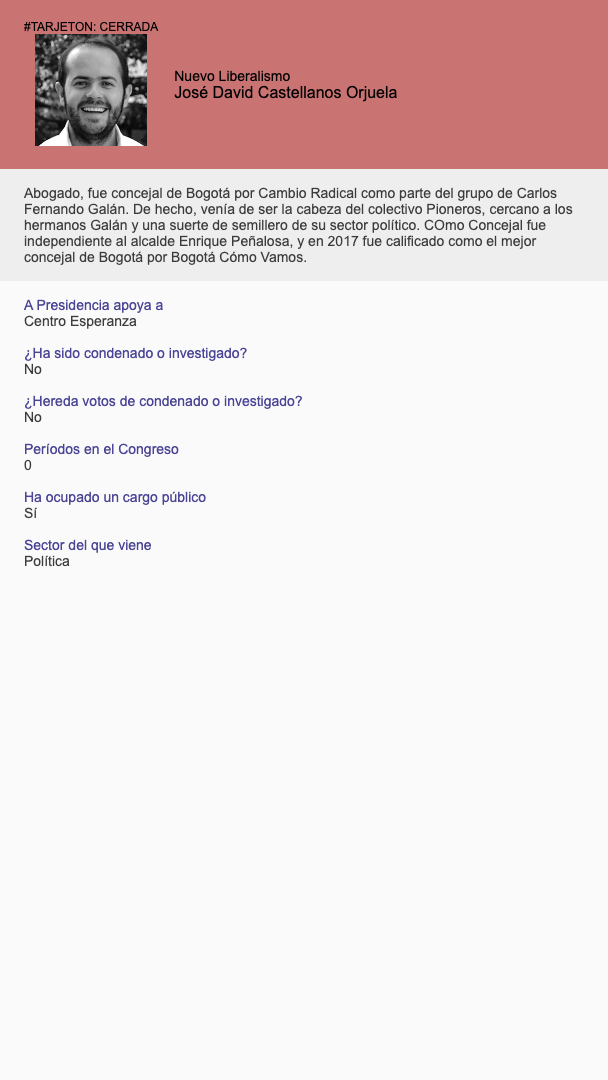 #TARJETON: CERRADA
Nuevo Liberalismo
José David Castellanos Orjuela
Abogado, fue concejal de Bogotá por Cambio Radical como parte del grupo de Carlos
Fernando Galán. De hecho, venía de ser la cabeza del colectivo Pioneros, cercano a los
hermanos Galán y una suerte de semillero de su sector político. COmo Concejal fue
independiente al alcalde Enrique Peñalosa, y en 2017 fue calificado como el mejor
concejal de Bogotá por Bogotá Cómo Vamos.
A Presidencia apoya a
Centro Esperanza
¿Ha sido condenado o investigado?
No
¿Hereda votos de condenado o investigado?
No
Períodos en el Congreso
0
Ha ocupado un cargo público
Sí
Sector del que viene
Política